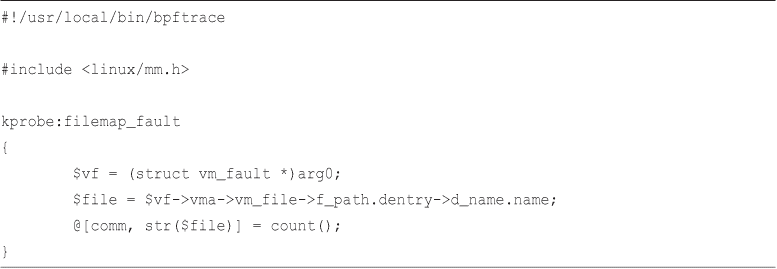 #!/usr/local/bin/bpftrace
#include <linux/mm.h>
kprobe:filemap_fault
{
        $vf = (struct vm_fault *)arg0;
        $file = $vf->vma->vm_file->f_path.dentry->d_name.name;
        @[comm, str($file)] = count();
}